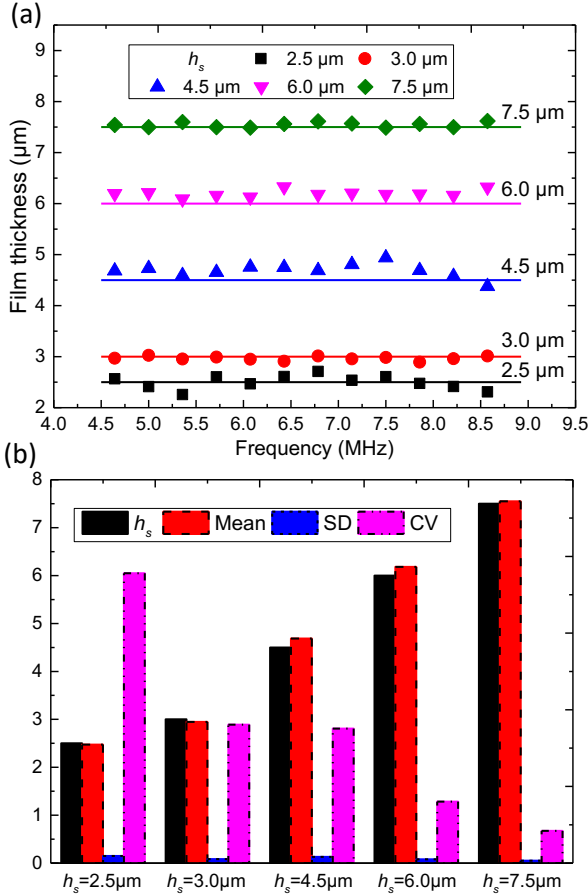 (a)
9
8
7
6
5
4
3
2
Film thickness (μm)
h_s 2.5 μm 3.0 μm
4.5 μm 6.0 μm 7.5 μm
7.5 μm
6.0 μm
4.5 μm
3.0 μm
2.5 μm
4.0 4.5 5.0 5.5 6.0 6.5 7.0 7.5 8.0 8.5 9.0 9.5
Frequency (MHz)
(b)
8
7
6
5
4
3
2
1
0
h_s Mean SD CV
h_s=2.5μm h_s=3.0μm h_s=4.5μm h_s=6.0μm h_s=7.5μm